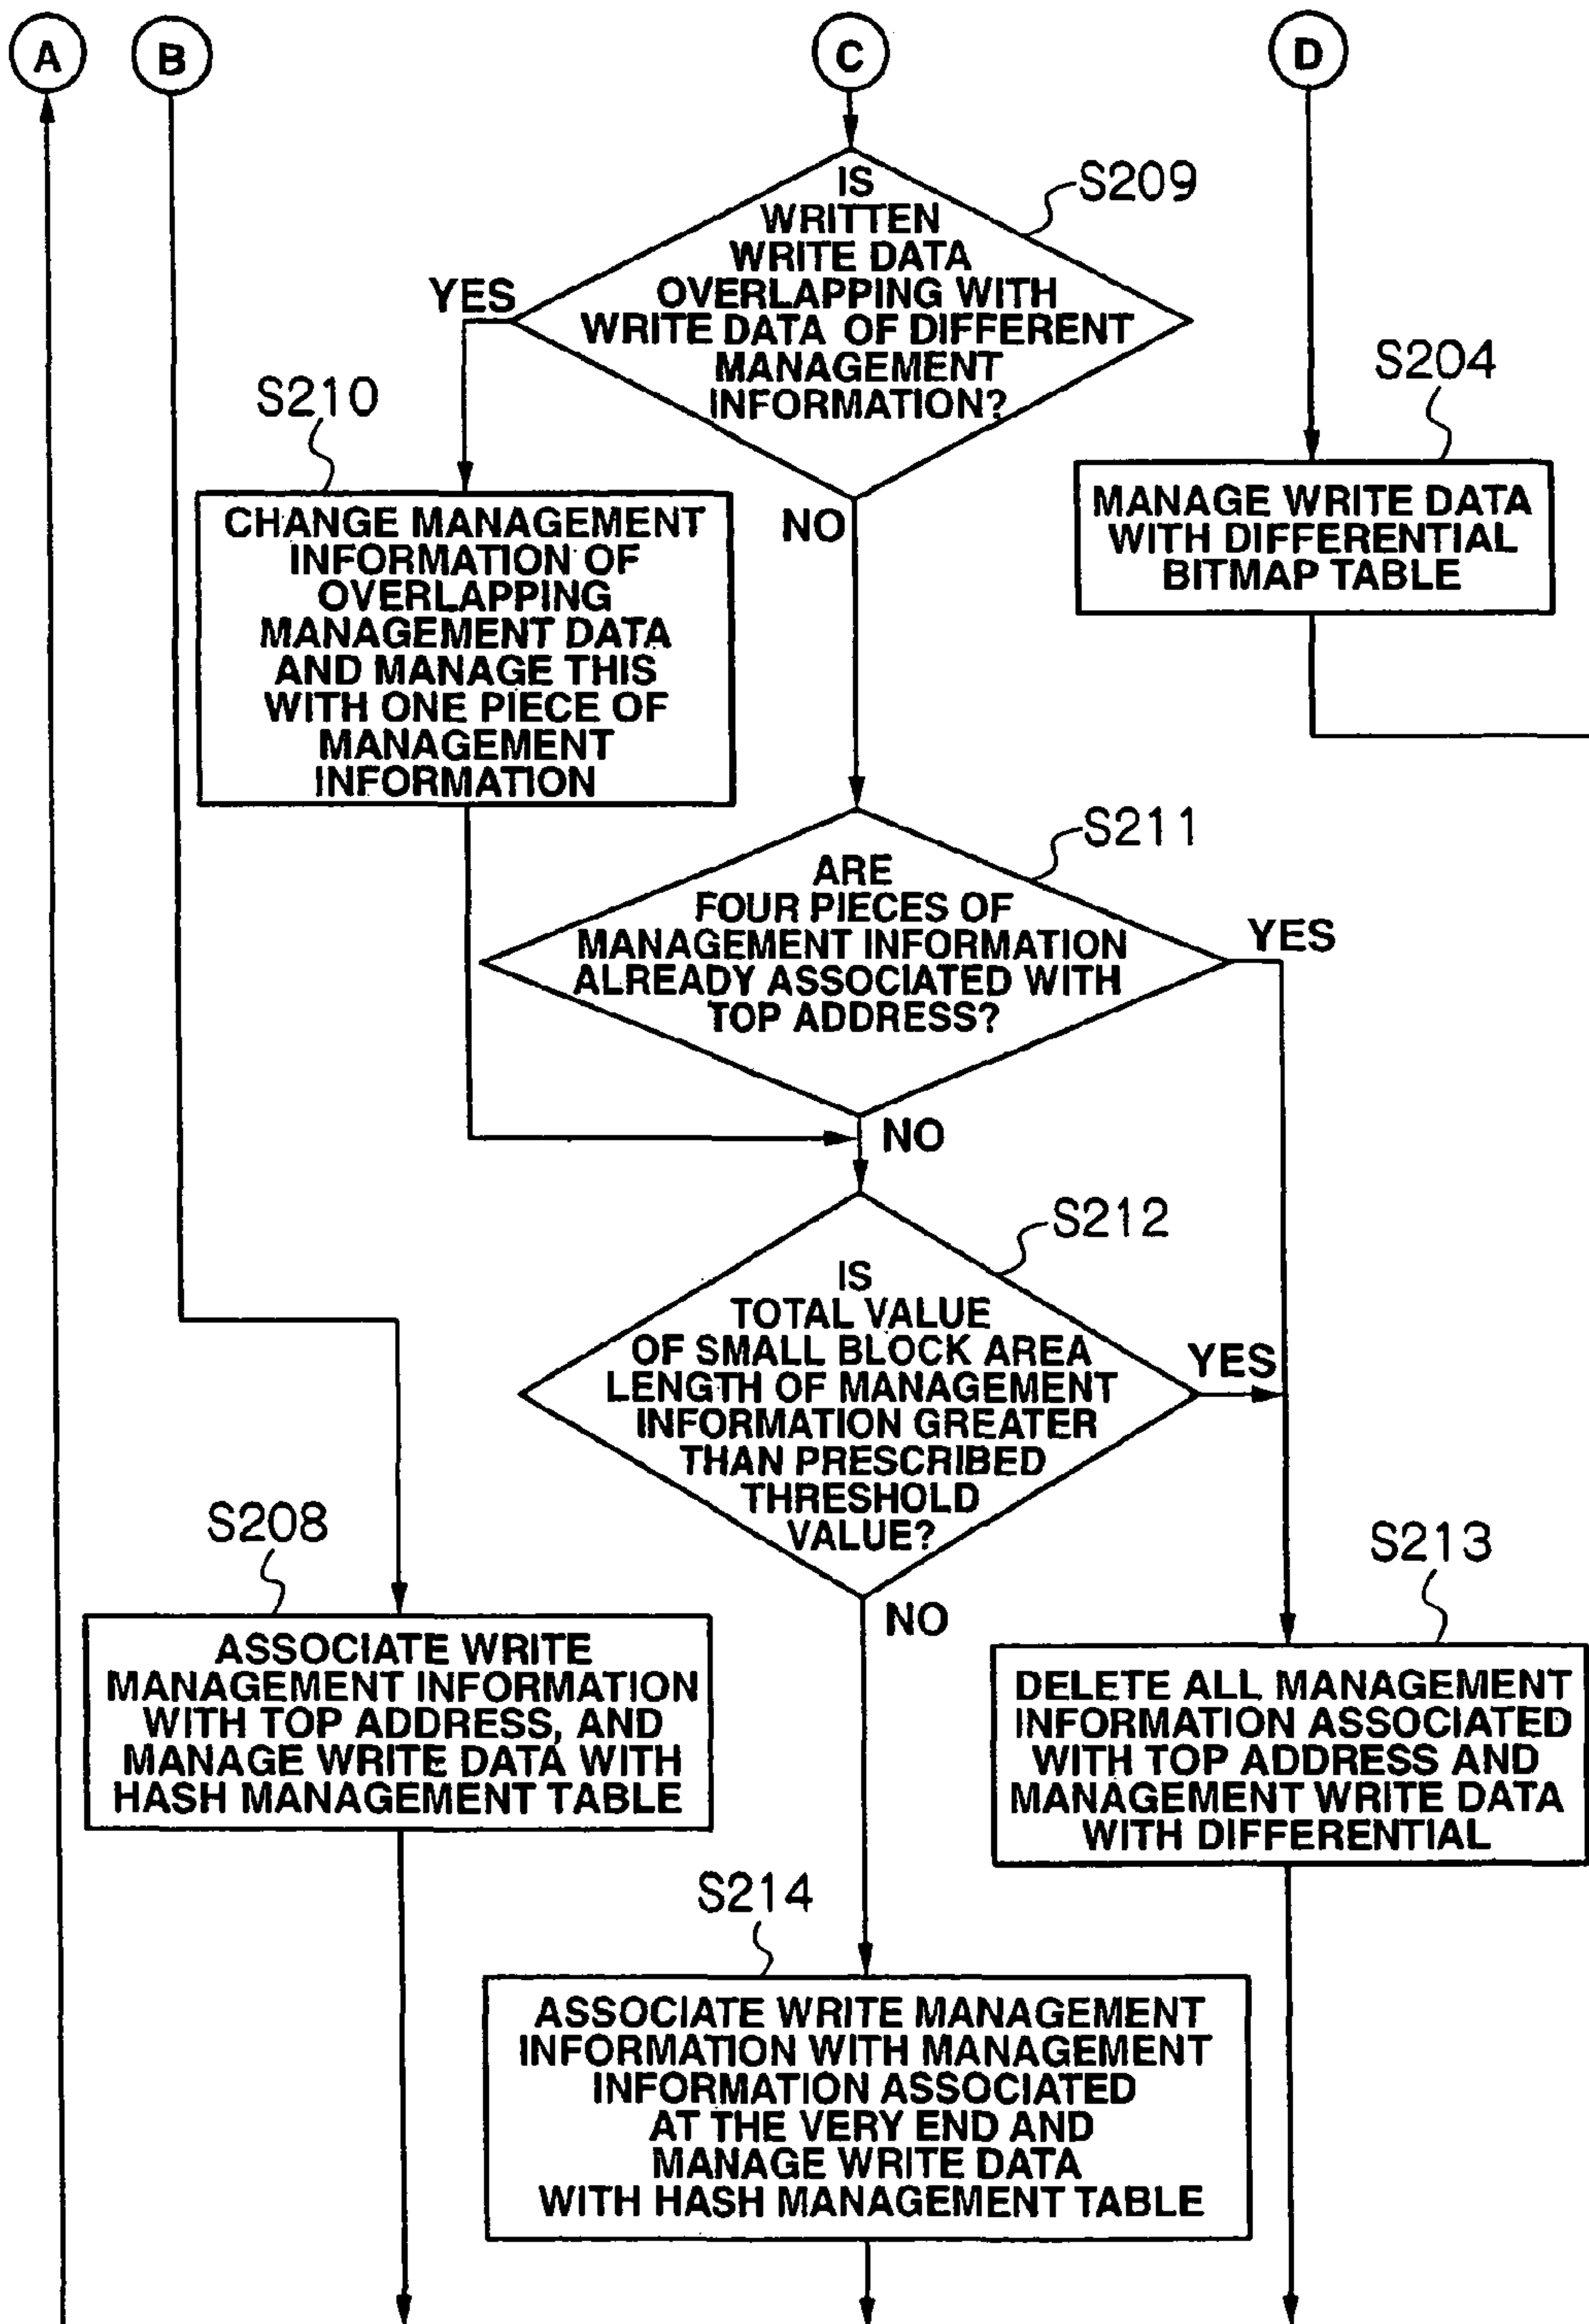 A
B
C
D
IS
WRITTEN
WRITE DATA
OVERLAPPING WITH
WRITE DATA OF DIFFERENT
MANAGEMENT
INFORMATION?
S209
YES
NO
S204
MANAGE WRITE DATA
WITH DIFFERENTIAL
BITMAP TABLE
S210
CHANGE MANAGEMENT
INFORMATION OF
OVERLAPPING
MANAGEMENT DATA
AND MANAGE THIS
WITH ONE PIECE OF
MANAGEMENT
INFORMATION
S211
ARE
FOUR PIECES OF
MANAGEMENT INFORMATION
ALREADY ASSOCIATED WITH
TOP ADDRESS?
YES
NO
S212
IS
TOTAL VALUE
OF SMALL BLOCK AREA
LENGTH OF MANAGEMENT
INFORMATION GREATER
THAN PRESCRIBED
THRESHOLD
VALUE?
YES
NO
S208
ASSOCIATE WRITE
MANAGEMENT INFORMATION
WITH TOP ADDRESS, AND
MANAGE WRITE DATA WITH
HASH MANAGEMENT TABLE
S213
DELETE ALL MANAGEMENT
INFORMATION ASSOCIATED
WITH TOP ADDRESS AND
MANAGEMENT WRITE DATA
WITH DIFFERENTIAL
S214
ASSOCIATE WRITE MANAGEMENT
INFORMATION WITH MANAGEMENT
INFORMATION ASSOCIATED
AT THE VERY END AND
MANAGE WRITE DATA
WITH HASH MANAGEMENT TABLE